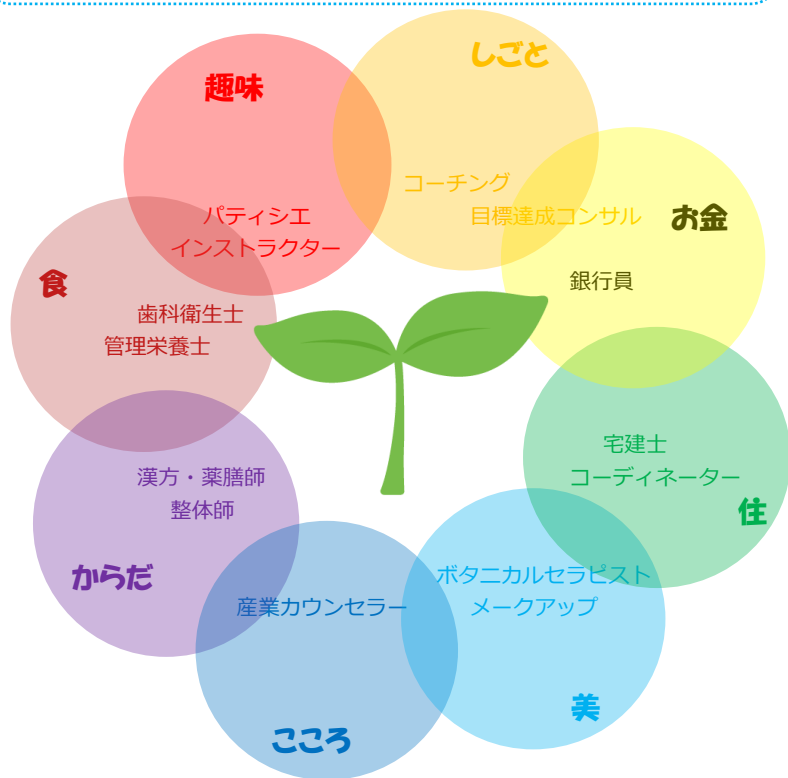 しごと
趣味
コーチング
目標達成コンサル
お金
パティシエ
インストラクター
銀行員
食
歯科衛生士
管理栄養士
宅建士
コーディネーター
住
漢方・薬膳師
整体師
からだ
ボタニカルセラピスト
メークアップ
産業カウンセラー
美
こころ